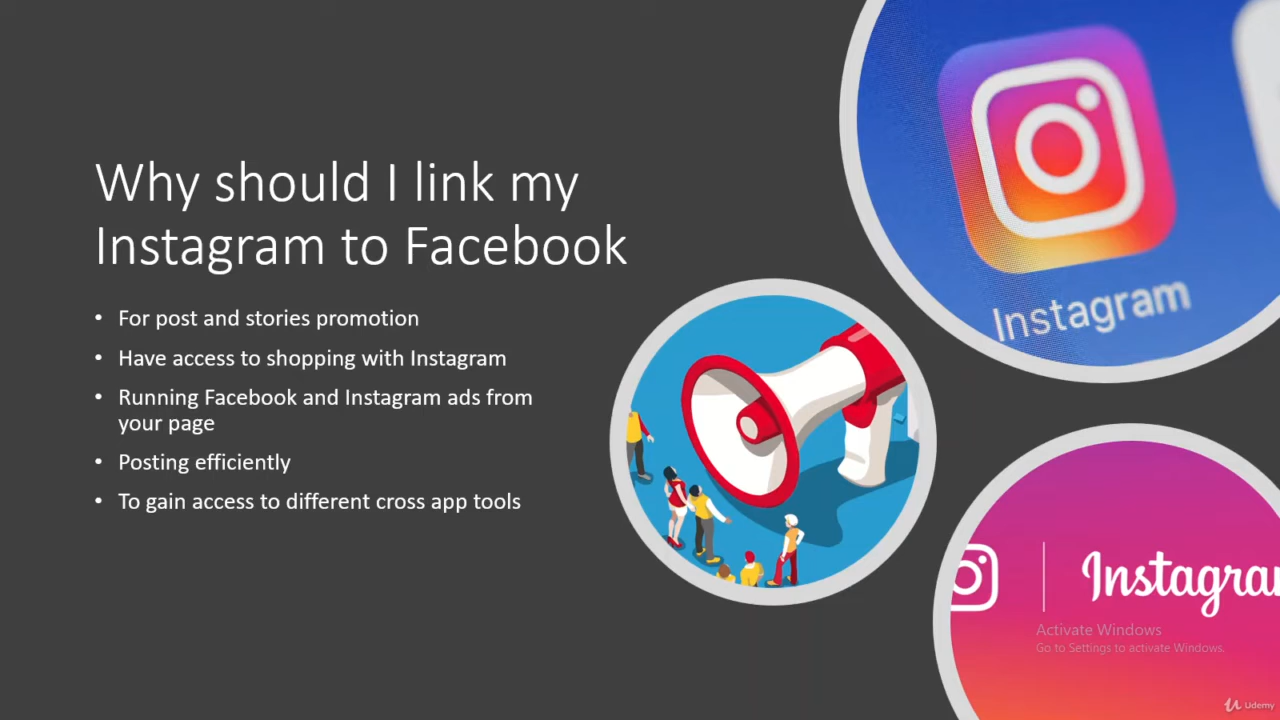 Why should I link my
Instagram to Facebook
• For post and stories promotion
• Have access to shopping with Instagram
• Running Facebook and Instagram ads from
your page
• Posting efficiently
• To gain access to different cross app tools
Instagram
Instagra
Activate Windows
Go to Settings to activate Windows.
Udemy